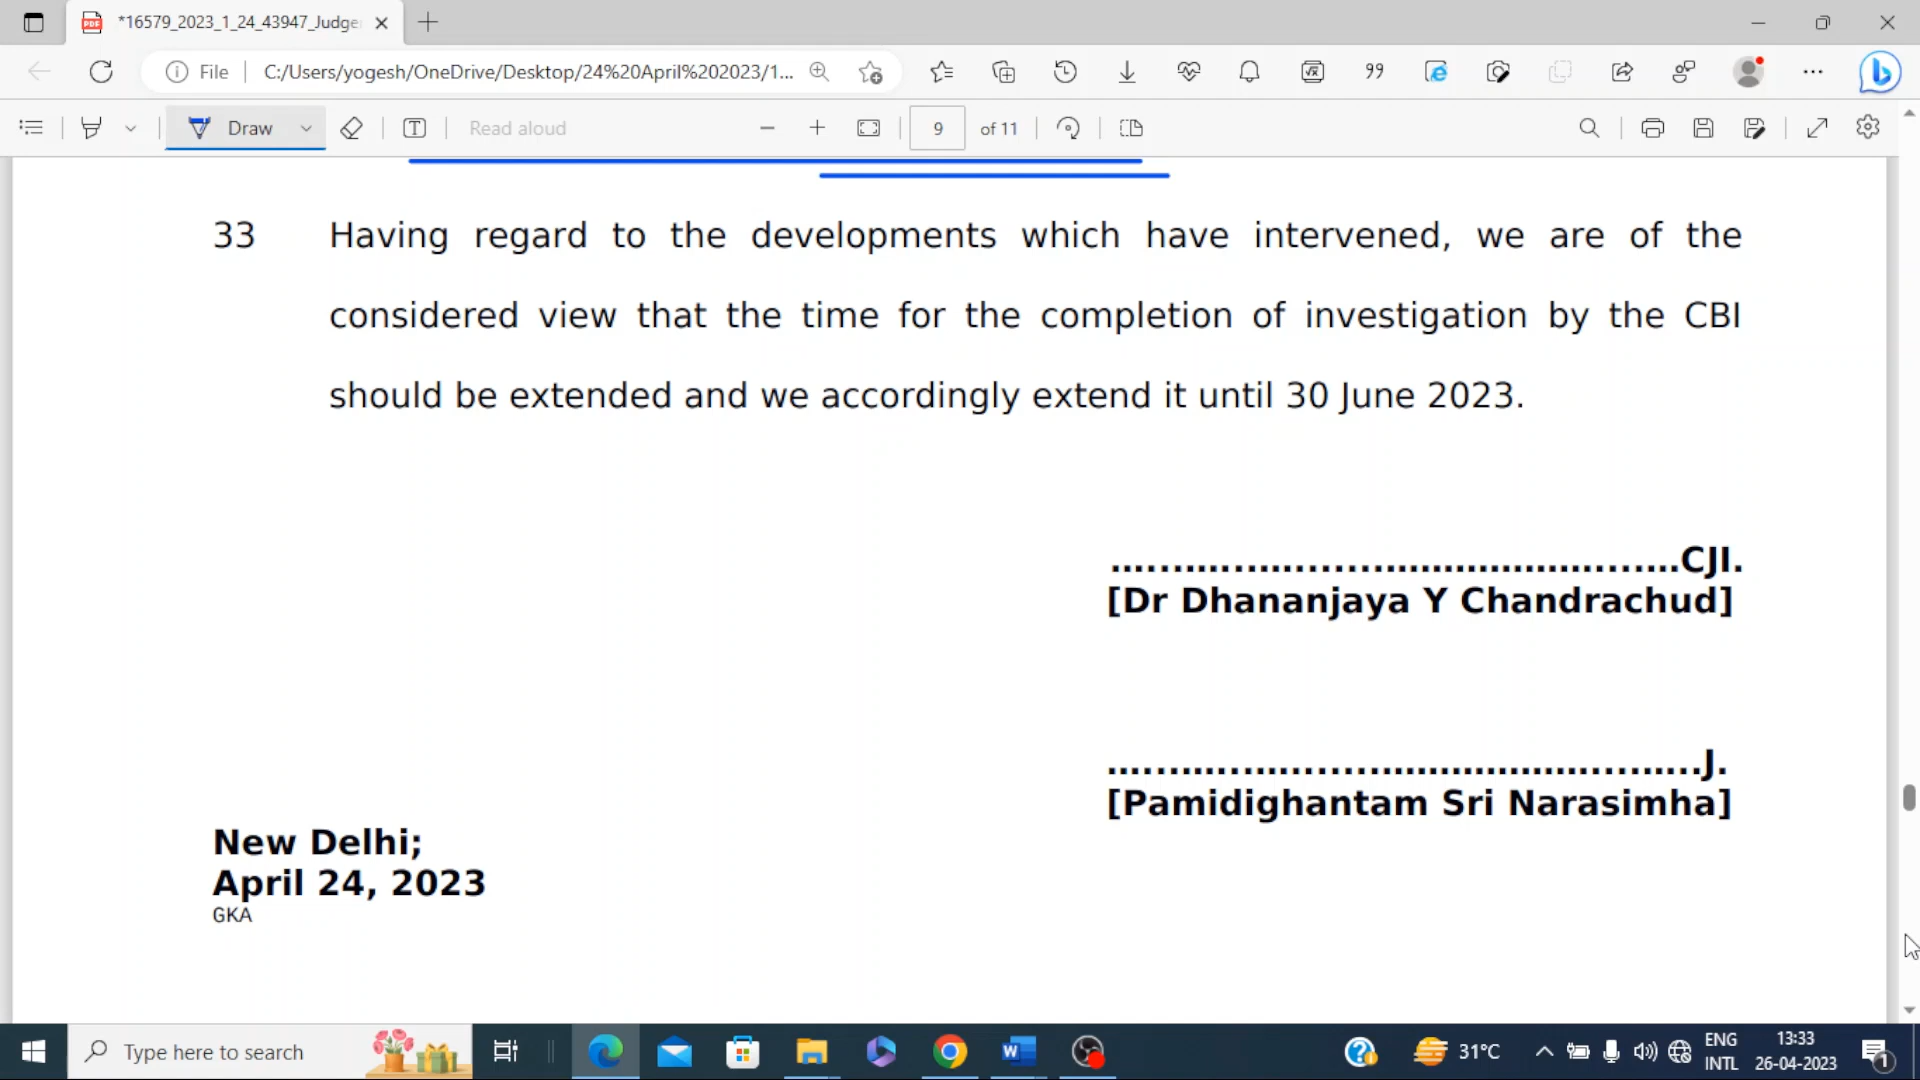 *16579_2023_1_24_43947_Judge
File
C:/Users/yogesh/OneDrive/Desktop/24%20April%202023/1...
Draw
Read aloud
9 of 11
33 Having regard to the developments which have intervened, we are of the
considered view that the time for the completion of investigation by the CBI
should be extended and we accordingly extend it until 30 June 2023.
CJI.
[Dr Dhananjaya Y Chandrachud]
J.
[Pamidighantam Sri Narasimha]
New Delhi;
April 24, 2023
GKA
Type here to search
31°C
ENG
INTL
13:33
26-04-2023
1